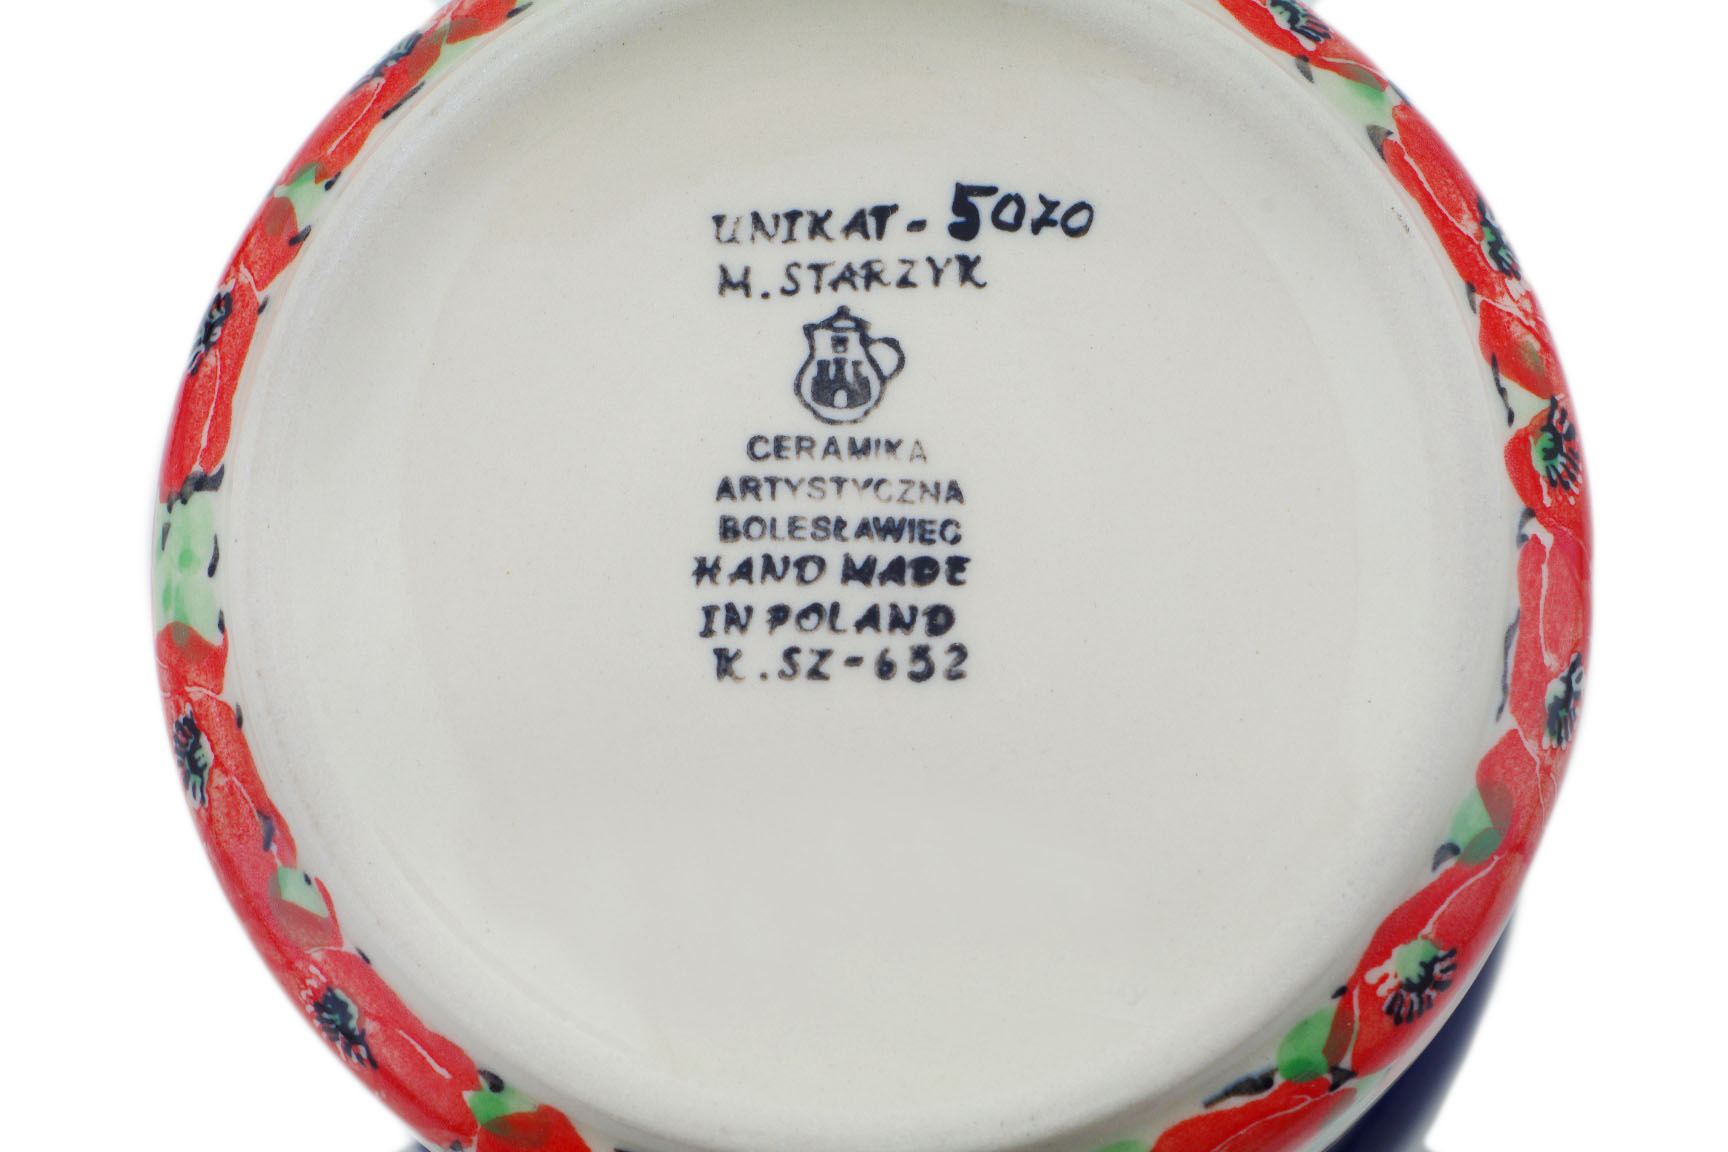 UNIKAT - 5070
M. STARZYK
CERAMIKA
ARTYSTYCZNA
BOLESŁAWIEC
HAND MADE
IN POLAND
K. SZ - 652